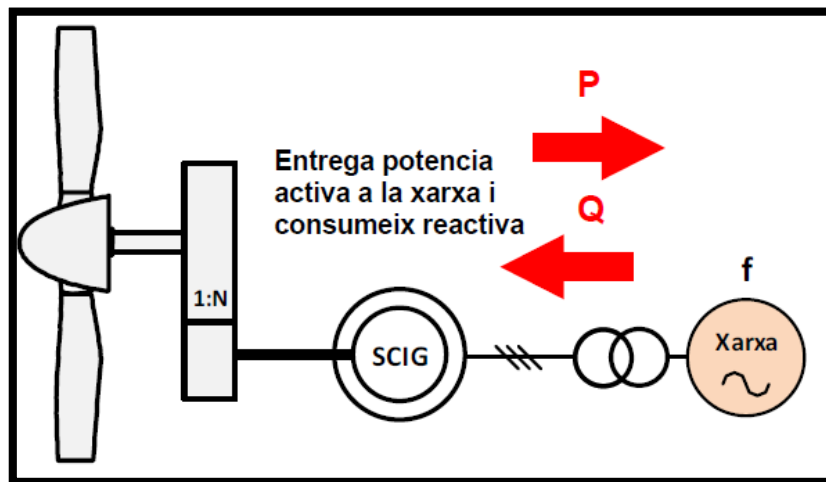 P
Entrega potencia
activa a la xarxa i
consumeix reactiva
Q
f
1:N
SCIG
Xarxa